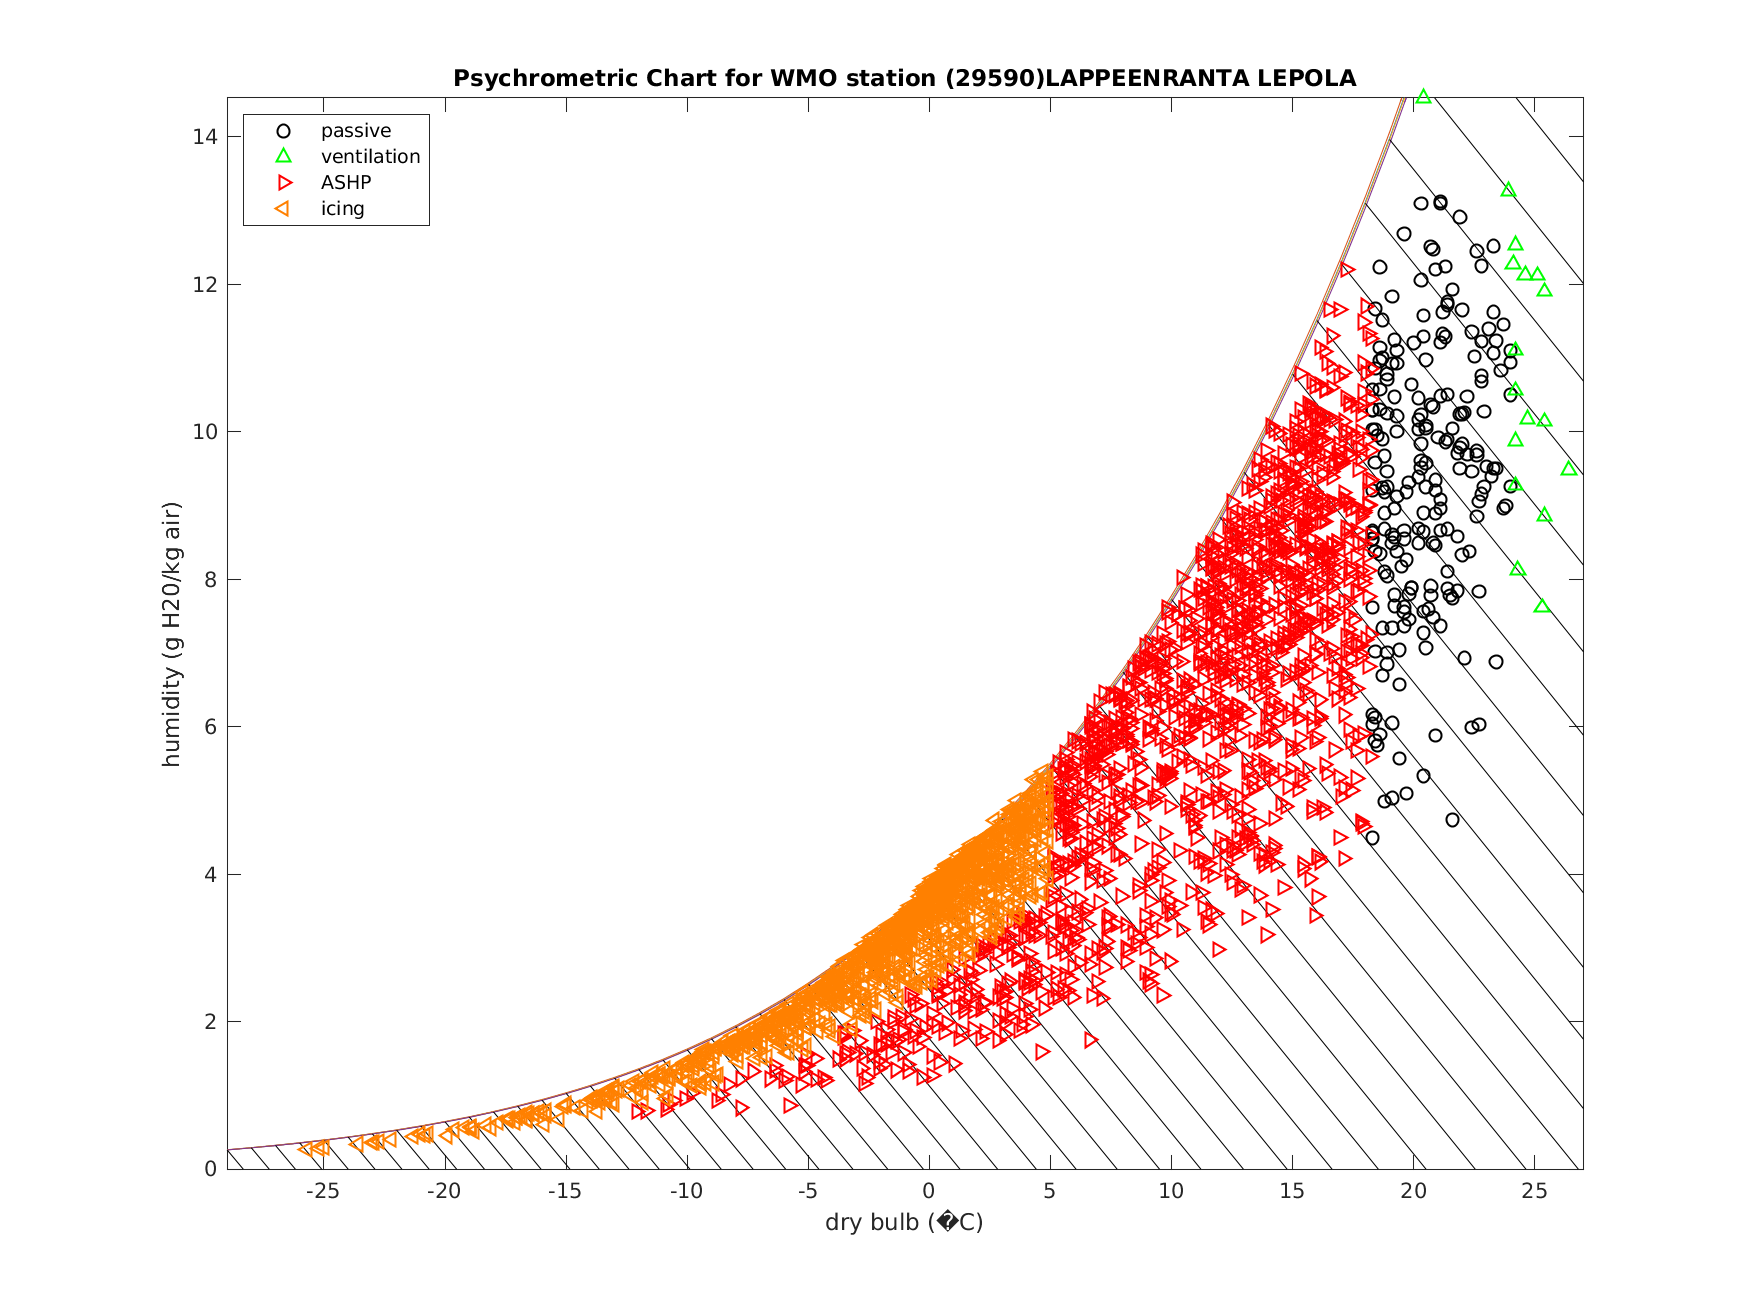 Psychrometric Chart for WMO station (29590)LAPPEENRANTA LEPOLA
passive
ventilation
ASHP
icing
humidity (g H20/kg air)
14
12
10
8
6
4
2
0
-25
-20
-15
-10
-5
0
5
10
15
20
25
dry bulb (�C)